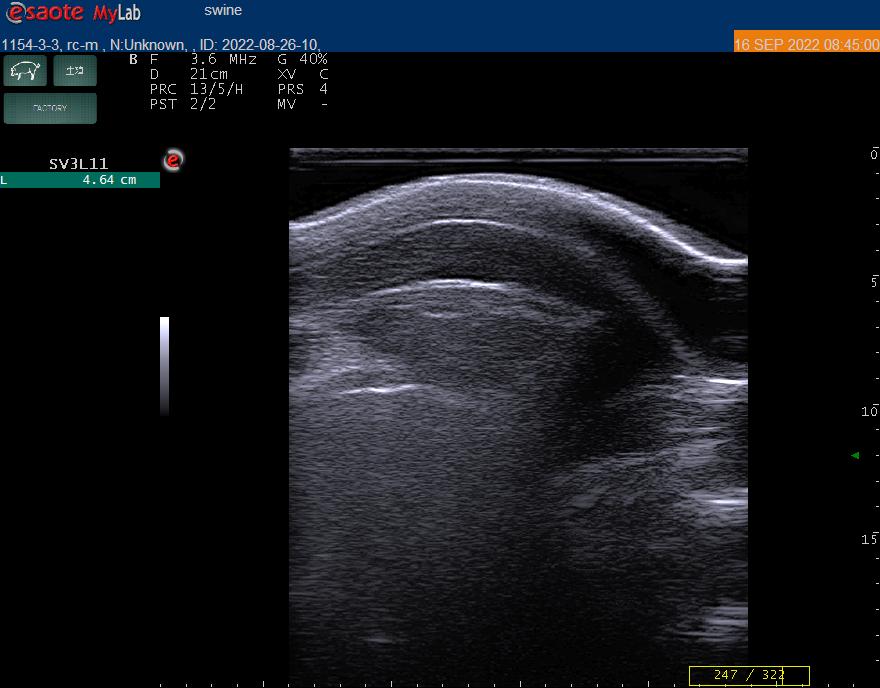 esaote MyLab
swine
1154-3-3, rc-m , N:Unknown, , ID: 2022-08-26-10,
16 SEP 2022 08:45:00
B F 3.6 MHz G 40%
D 21cm XV C
PRC 13/5/H PRS 4
PST 2/2 MV -
土猪
FACTORY
SV3L11
L 4.64 cm
e
0
5
10
15
247 / 322